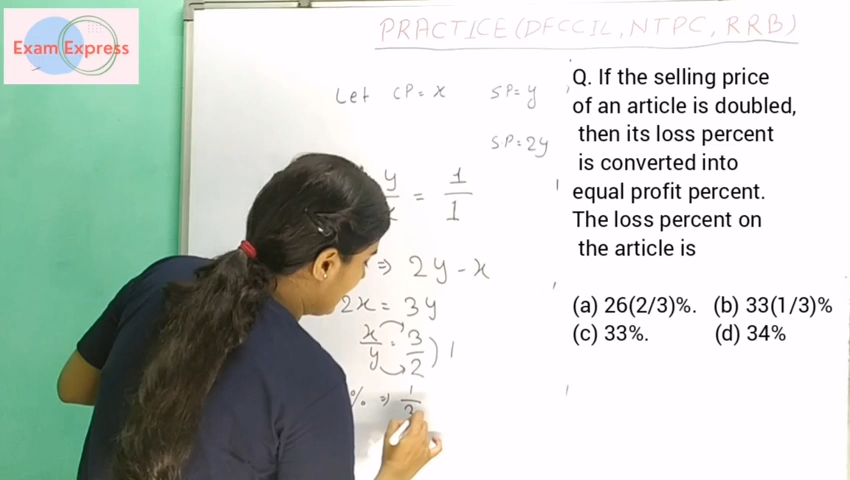 Exam Express
PRACTICE (DFCCIL, NTPC, RRB)
Let CP = x SP = y
SP = 2y
y = 1
x 1
⇒ 2y - x
2x = 3y
x = 3
y 2 ) 1
% ⇒ 1
3
Q. If the selling price
of an article is doubled,
then its loss percent
is converted into
equal profit percent.
The loss percent on
the article is
(a) 26(2/3)%. (b) 33(1/3)%
(c) 33%. (d) 34%